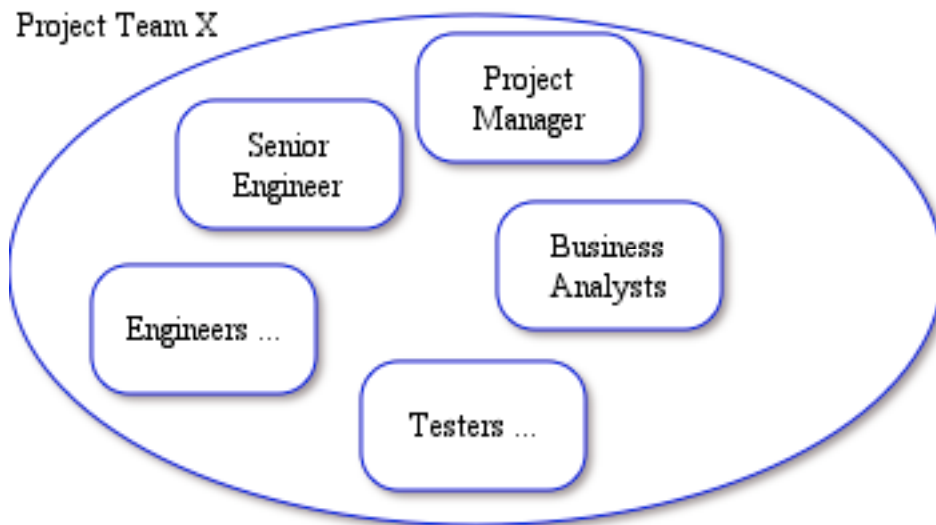 Project Team X
Project
Manager
Senior
Engineer
Business
Analysts
Engineers ...
Testers ...